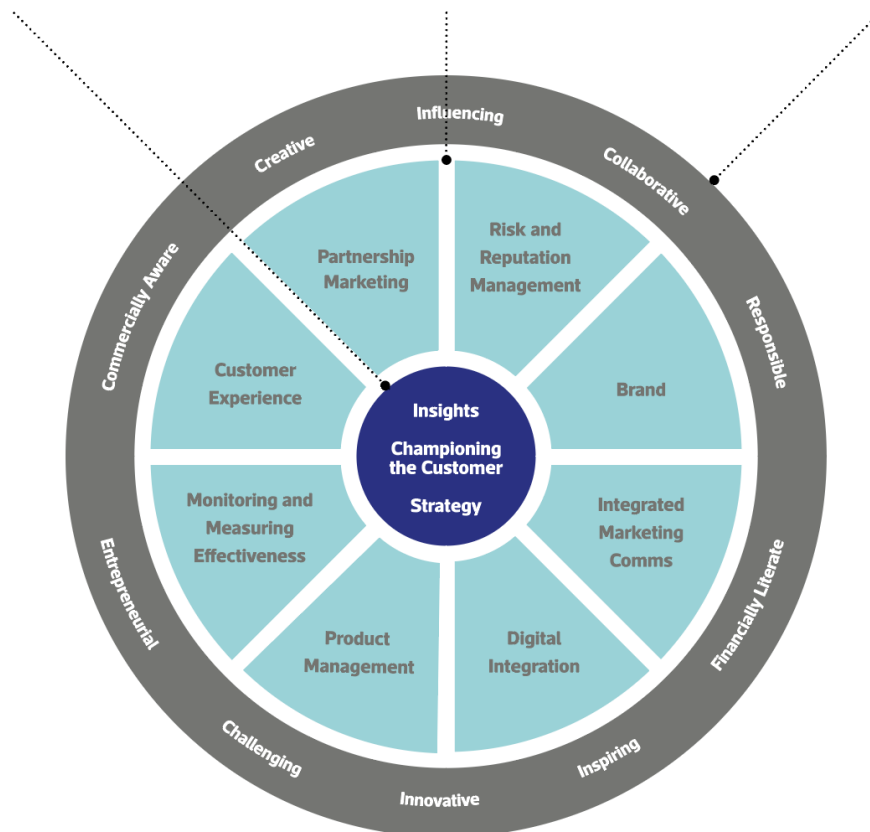 Influencing
Collaborative
Responsible
Financially Literate
Inspiring
Innovative
Challenging
Entrepreneurial
Commercially Aware
Creative
Partnership
Marketing
Risk and
Reputation
Management
Brand
Integrated
Marketing
Comms
Digital
Integration
Product
Management
Monitoring and
Measuring
Effectiveness
Customer
Experience
Insights
Championing
the Customer
Strategy